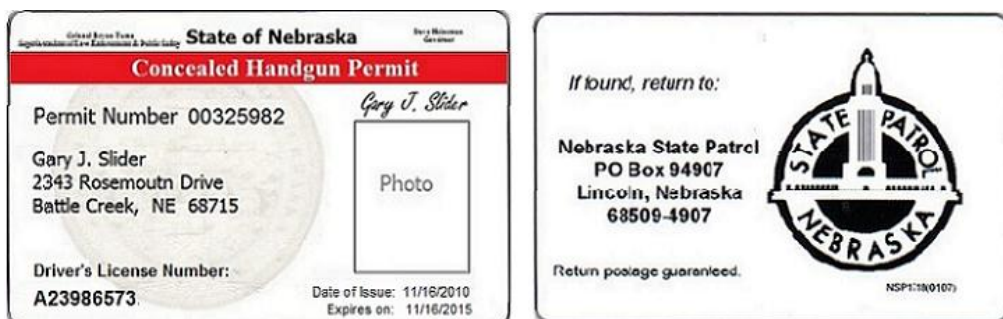 State of Nebraska
Governor
Concealed Handgun Permit
Permit Number 00325982
Gary J. Slider
Gary J. Slider
2343 Rosemoutn Drive
Battle Creek, NE 68715
Photo
Driver's License Number:
A23986573
Date of Issue: 11/16/2010
Expires on: 11/16/2015
If found, return to:
Nebraska State Patrol
PO Box 94907
Lincoln, Nebraska
68509-4907
Return postage guaranteed.
STATE PATROL
NEBRASKA